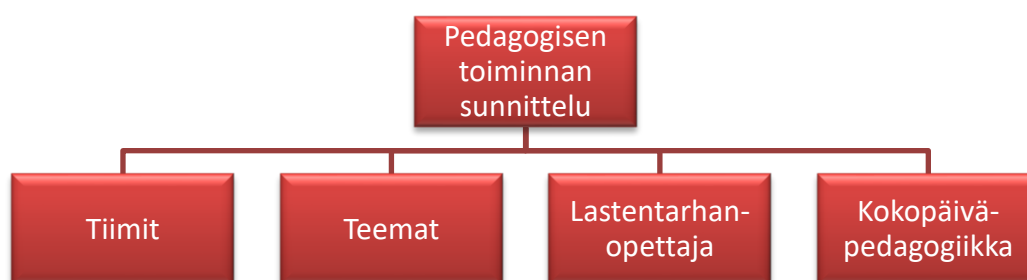 Pedagogisen
toiminnan
sunnittelu
Tiimit
Teemat
Lastentarhan-
opettaja
Kokopäivä-
pedagogiikka